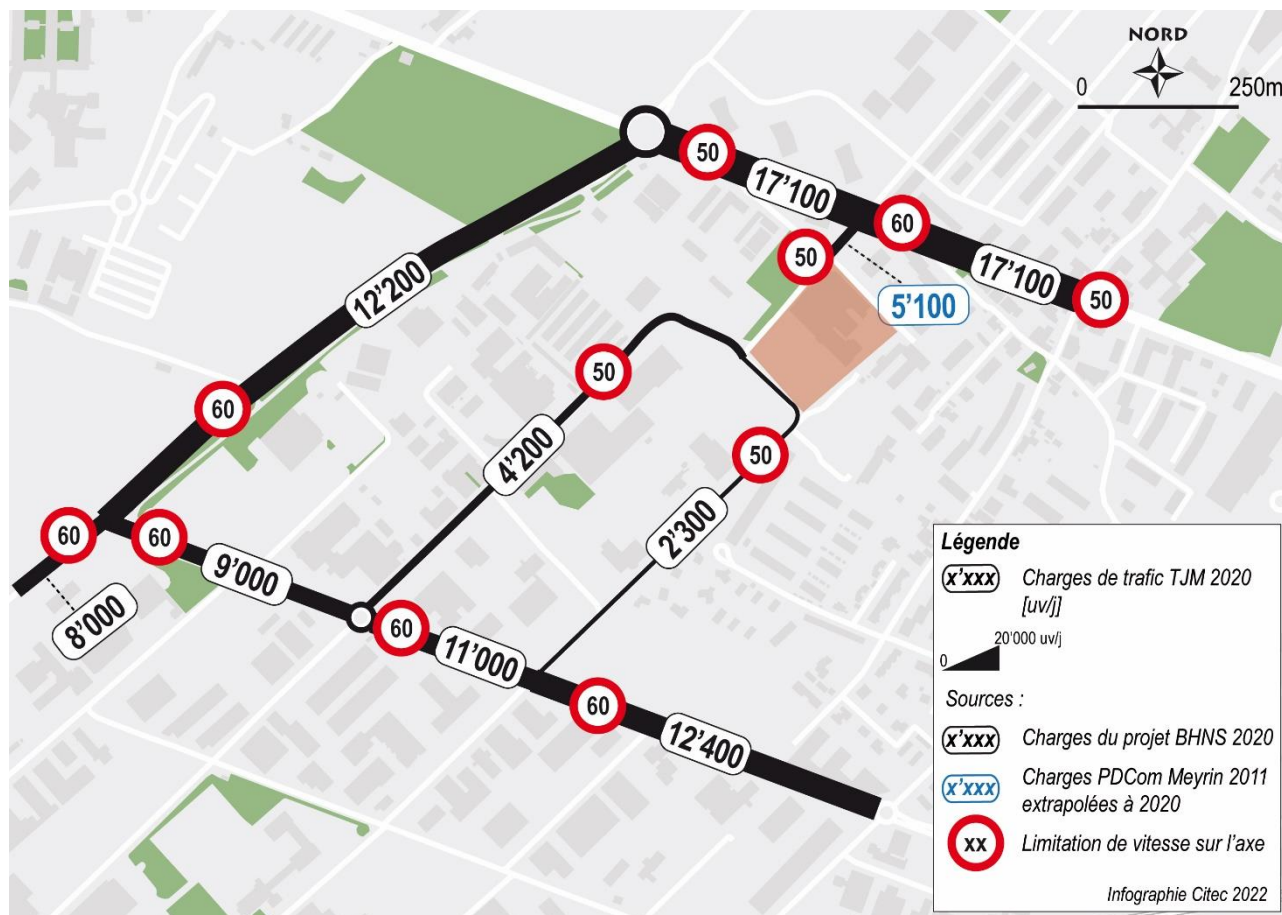 NORD
0 250m
50
17'100
60
50
17'100
5'100
50
12'200
50
60
4'200
50
2'300
60
60
9'000
8'000
60
11'000
60
12'400
Légende
x'xxx Charges de trafic TJM 2020
[uv/j]
0 20'000 uv/j
Sources :
x'xxx Charges du projet BHNS 2020
x'xxx Charges PDCom Meyrin 2011
extrapolées à 2020
xx Limitation de vitesse sur l'axe
Infographie Citec 2022